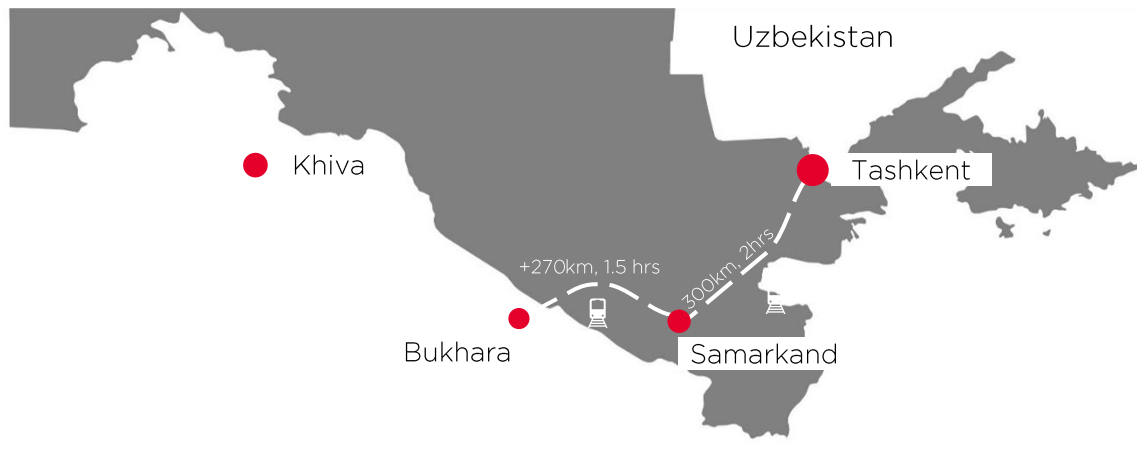 Uzbekistan
Khiva
Tashkent
+270km, 1.5 hrs
300km, 2hrs
Bukhara
Samarkand